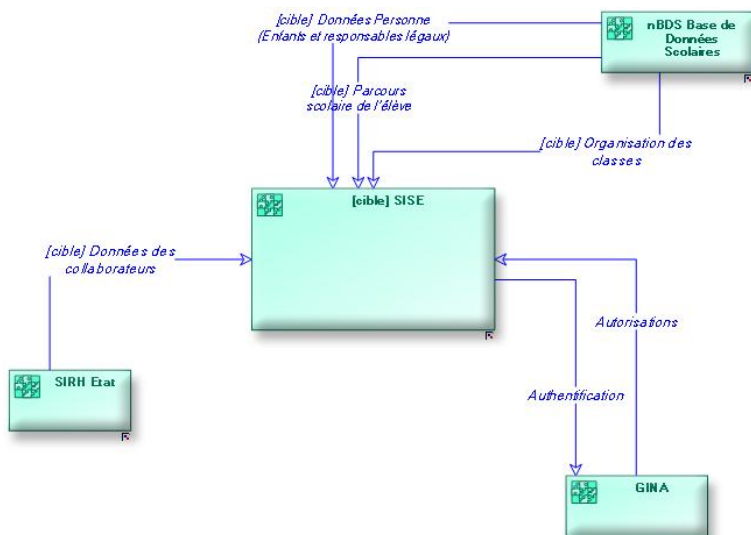 [cible] Données Personne
(Enfants et responsables légaux)
nBDS Base de
Données
Scolaires
[cible] Parcours
scolaire de l'élève
[cible] Organisation des
classes
[cible] SISE
[cible] Données des
collaborateurs
Autorisations
SIRH Etat
Authentification
GINA